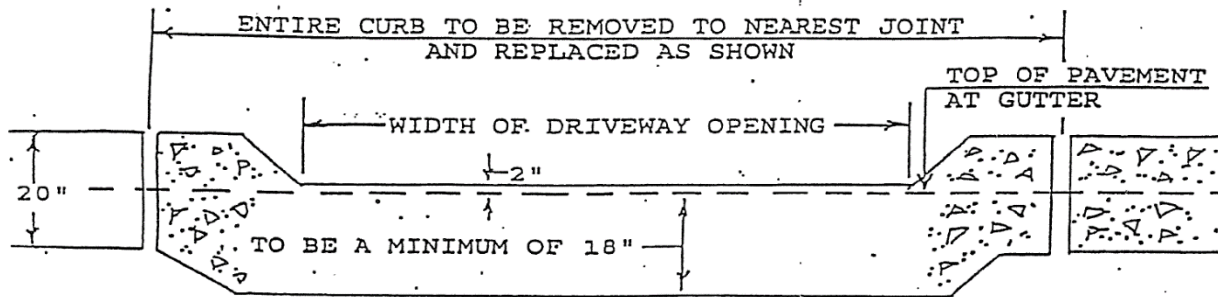 ENTIRE CURB TO BE REMOVED TO NEAREST JOINT
AND REPLACED AS SHOWN
TOP OF PAVEMENT
AT GUTTER
WIDTH OF DRIVEWAY OPENING
2"
20"
TO BE A MINIMUM OF 18"